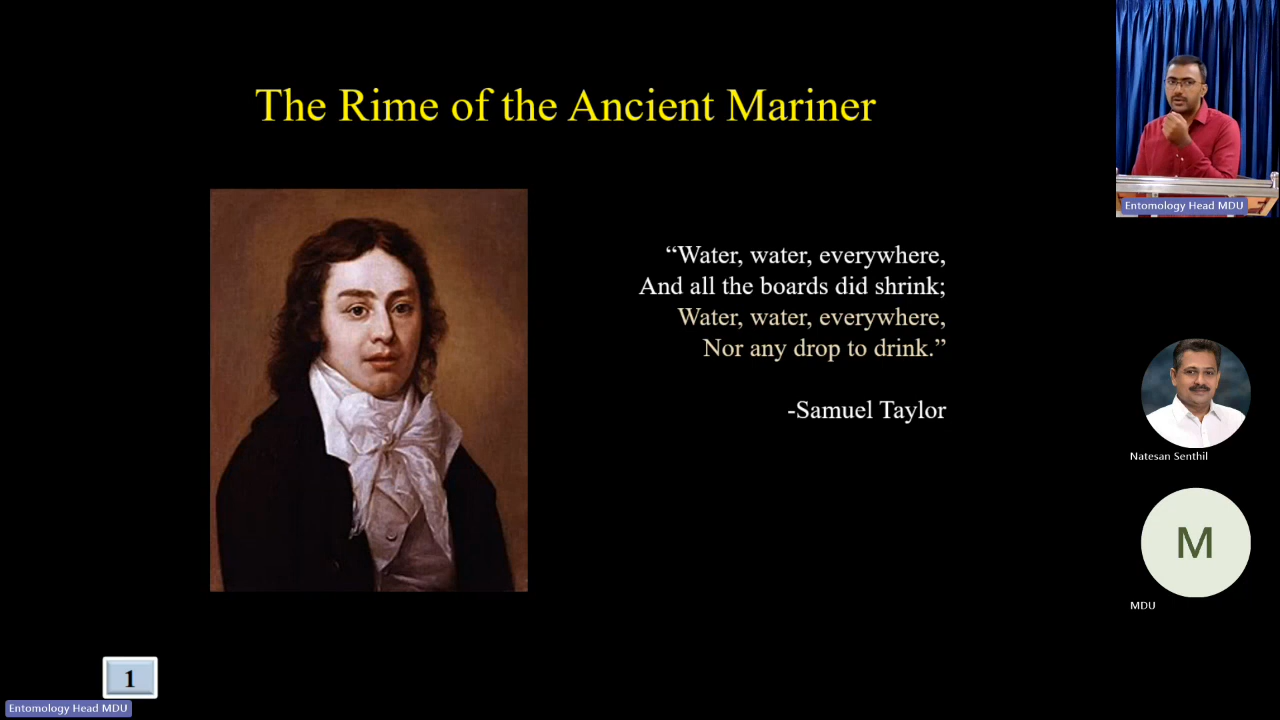 The Rime of the Ancient Mariner
“Water, water, everywhere,
And all the boards did shrink;
Water, water, everywhere,
Nor any drop to drink.”
-Samuel Taylor
1
Entomology Head MDU
Entomology Head MDU
Natesan Senthil
M
MDU